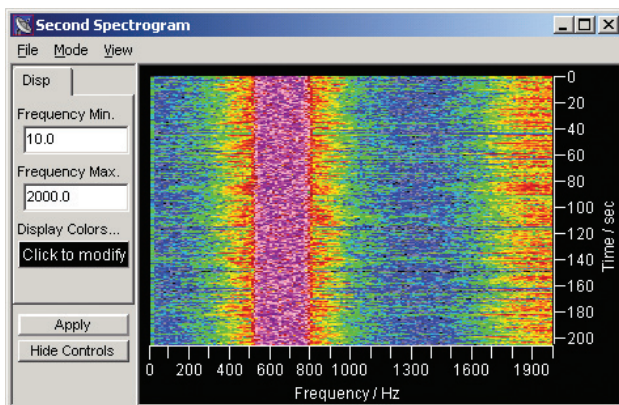 Second Spectrogram
File Mode View
Disp
Frequency Min.
10.0
Frequency Max.
2000.0
Display Colors...
Click to modify
Apply
Hide Controls
0
20
40
60
80
100
120
140
160
180
200
Time / sec
0 200 400 600 800 1000 1300 1600 1900
Frequency / Hz